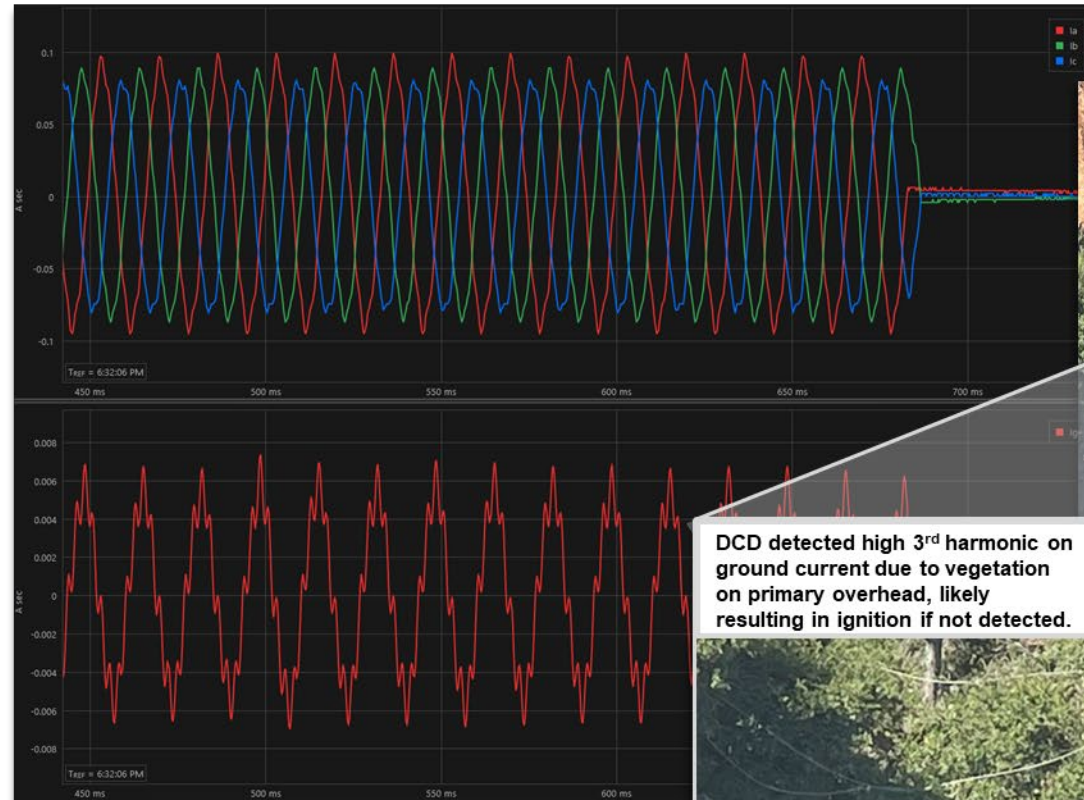 Ia
Ib
Ic
0.1
0.05
0
-0.05
-0.1
A sec
TREF = 6:32:06 PM
450 ms
500 ms
550 ms
600 ms
650 ms
700 ms
0.008
0.006
0.004
0.002
0
-0.002
-0.004
-0.006
-0.008
A sec
TREF = 6:32:06 PM
450 ms
500 ms
550 ms
600 ms
DCD detected high 3rd harmonic on
ground current due to vegetation
on primary overhead, likely
resulting in ignition if not detected.